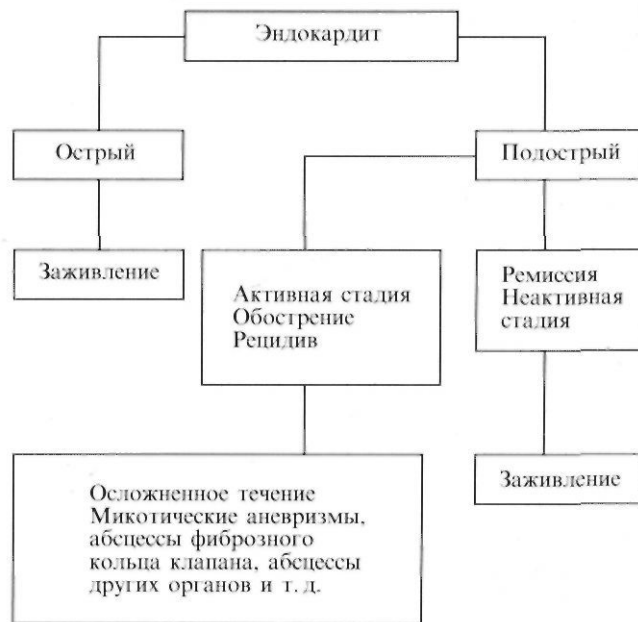 Эндокардит
Острый
Подострый
Заживление
Активная стадия
Обострение
Рецидив
Ремиссия
Неактивная
стадия
Осложненное течение
Микотические аневризмы,
абсцессы фиброзного
кольца клапана, абсцессы
других органов и т. д.
Заживление